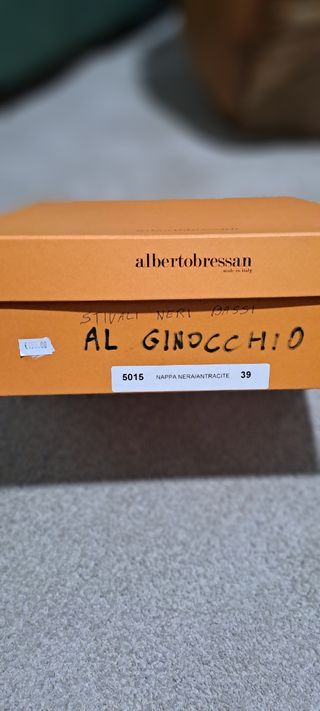 albertobressan
made in italy
STIVALI NERI BASSI
AL GINOCCHIO
5015 NAPPA NERA/ANTRACITE 39